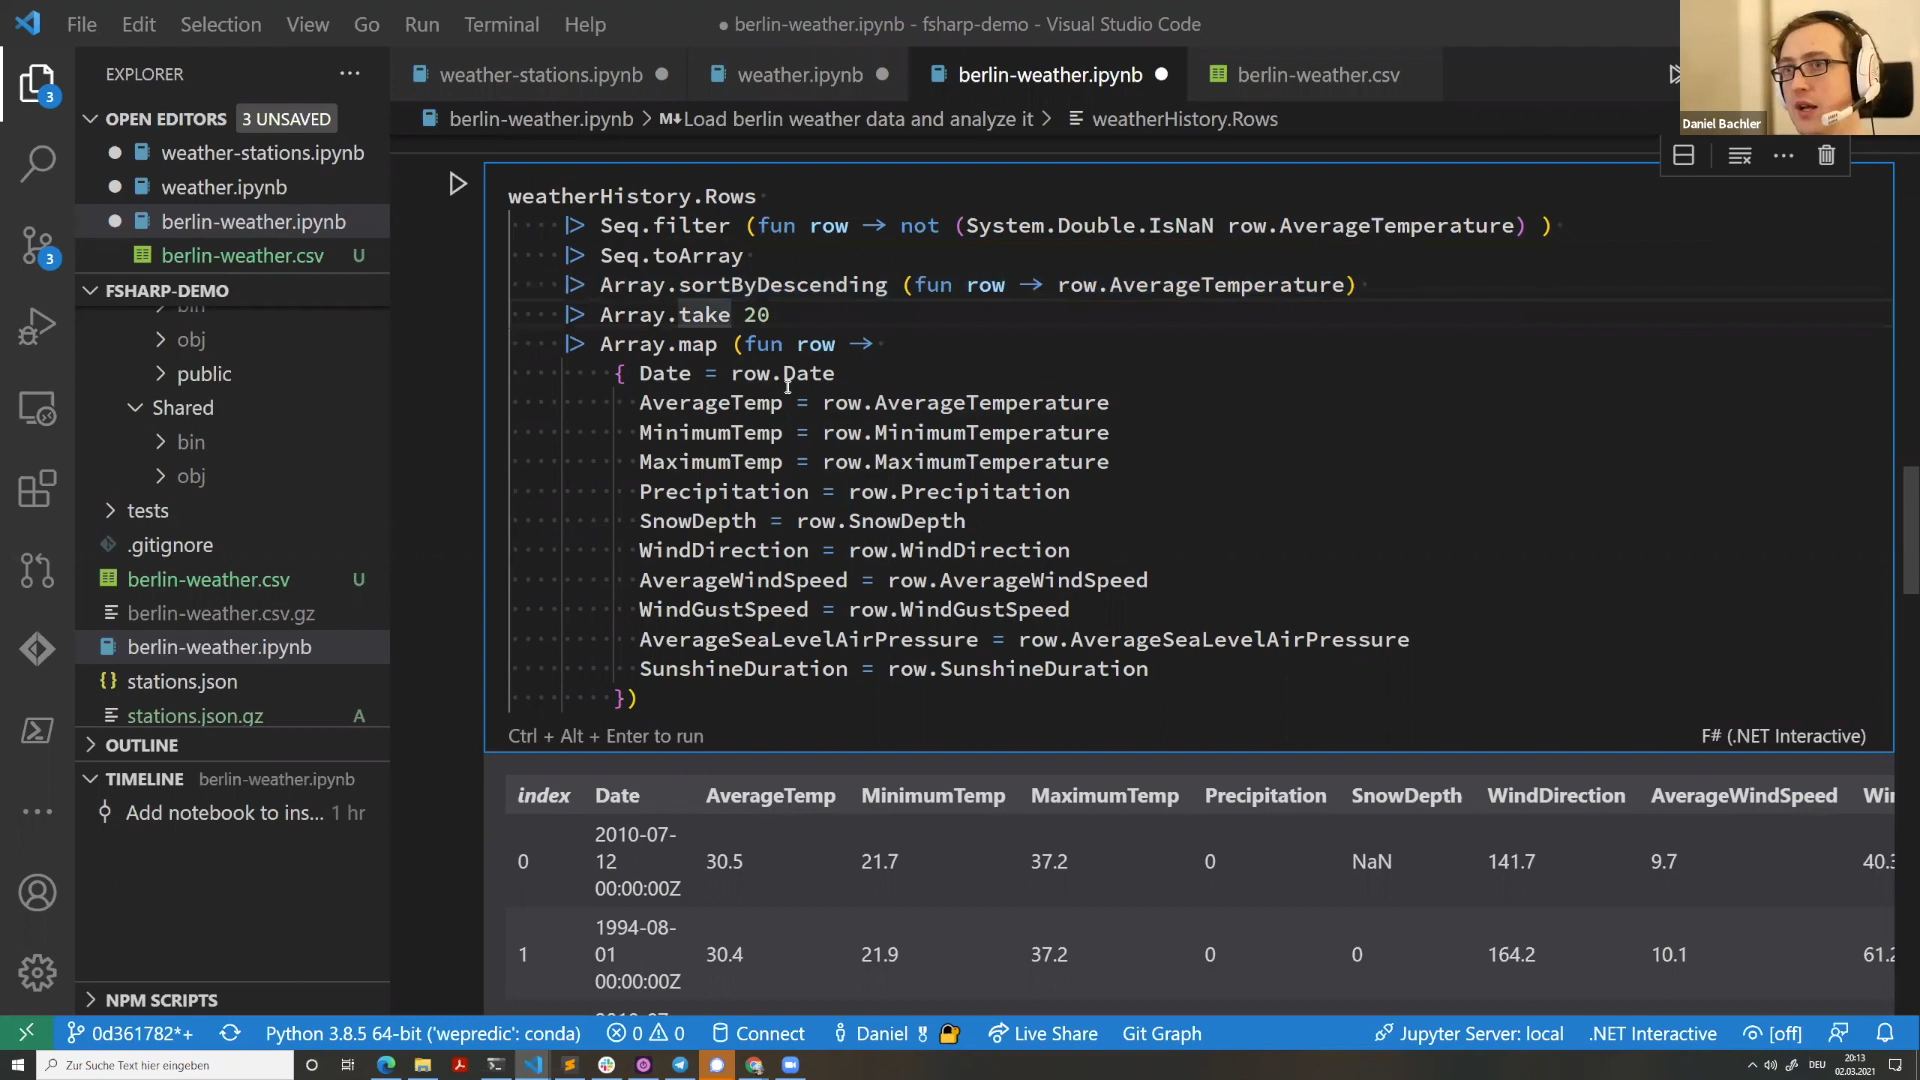 File Edit Selection View Go Run Terminal Help
● berlin-weather.ipynb - fsharp-demo - Visual Studio Code
Daniel Bachler
EXPLORER ···
OPEN EDITORS 3 UNSAVED
weather-stations.ipynb
weather.ipynb
berlin-weather.ipynb
berlin-weather.csv U
3
3
FSHARP-DEMO
obj
public
Shared
bin
obj
tests
.gitignore
berlin-weather.csv U
berlin-weather.csv.gz
berlin-weather.ipynb
stations.json
stations.json.gz A
OUTLINE
TIMELINE berlin-weather.ipynb
Add notebook to ins... 1 hr
NPM SCRIPTS
weather-stations.ipynb ● weather.ipynb ● berlin-weather.ipynb ● berlin-weather.csv
berlin-weather.ipynb > M↓Load berlin weather data and analyze it > weatherHistory.Rows
weatherHistory.Rows
|> Seq.filter (fun row → not (System.Double.IsNaN row.AverageTemperature) )
|> Seq.toArray
|> Array.sortByDescending (fun row → row.AverageTemperature)
|> Array.take 20
|> Array.map (fun row →
{ Date = row.Date
AverageTemp = row.AverageTemperature
MinimumTemp = row.MinimumTemperature
MaximumTemp = row.MaximumTemperature
Precipitation = row.Precipitation
SnowDepth = row.SnowDepth
WindDirection = row.WindDirection
AverageWindSpeed = row.AverageWindSpeed
WindGustSpeed = row.WindGustSpeed
AverageSeaLevelAirPressure = row.AverageSeaLevelAirPressure
SunshineDuration = row.SunshineDuration
})
Ctrl + Alt + Enter to run F# (.NET Interactive)
index Date AverageTemp MinimumTemp MaximumTemp Precipitation SnowDepth WindDirection AverageWindSpeed
0 2010-07-12 00:00:00Z 30.5 21.7 37.2 0 NaN 141.7 9.7
1 1994-08-01 00:00:00Z 30.4 21.9 37.2 0 0 164.2 10.1
0d361782*+ Python 3.8.5 64-bit ('wepredic': conda) 0 0 Connect Daniel Live Share Git Graph Jupyter Server: local .NET Interactive [off]
Zur Suche Text hier eingeben
DEU
20:13
02.03.2021